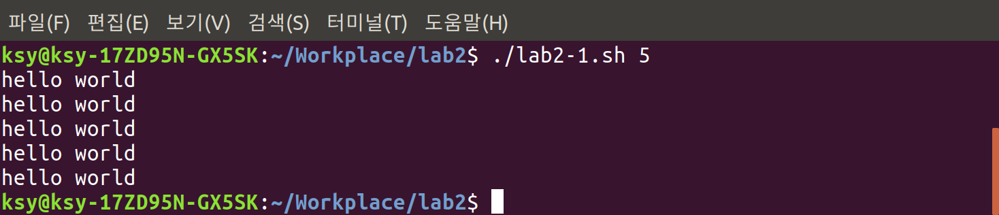 파일(F) 편집(E) 보기(V) 검색(S) 터미널(T) 도움말(H)
ksy@ksy-17ZD95N-GX5SK:~/Workplace/lab2$ ./lab2-1.sh 5
hello world
hello world
hello world
hello world
hello world
ksy@ksy-17ZD95N-GX5SK:~/Workplace/lab2$